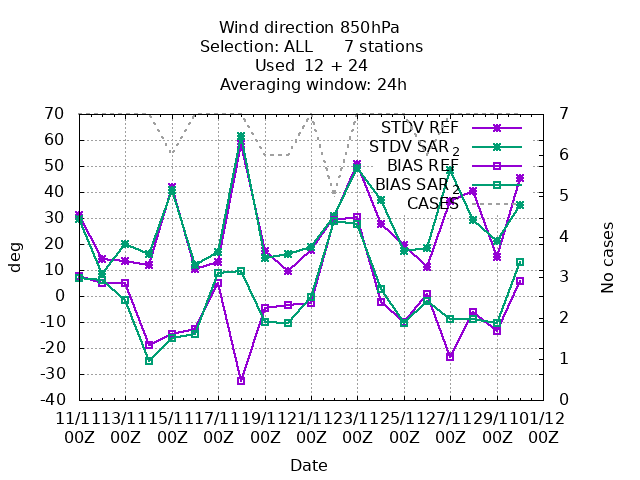 Wind direction 850hPa
Selection: ALL 7 stations
Used 12 + 24
Averaging window: 24h
STDV REF
STDV SAR2
BIAS REF
BIAS SAR2
CASES
deg
70
60
50
40
30
20
10
0
-10
-20
-30
-40
No cases
7
6
5
4
3
2
1
0
11/11 13/11 15/11 17/11 19/11 21/11 23/11 25/11 27/11 29/11 01/12
00Z 00Z 00Z 00Z 00Z 00Z 00Z 00Z 00Z 00Z 00Z
Date